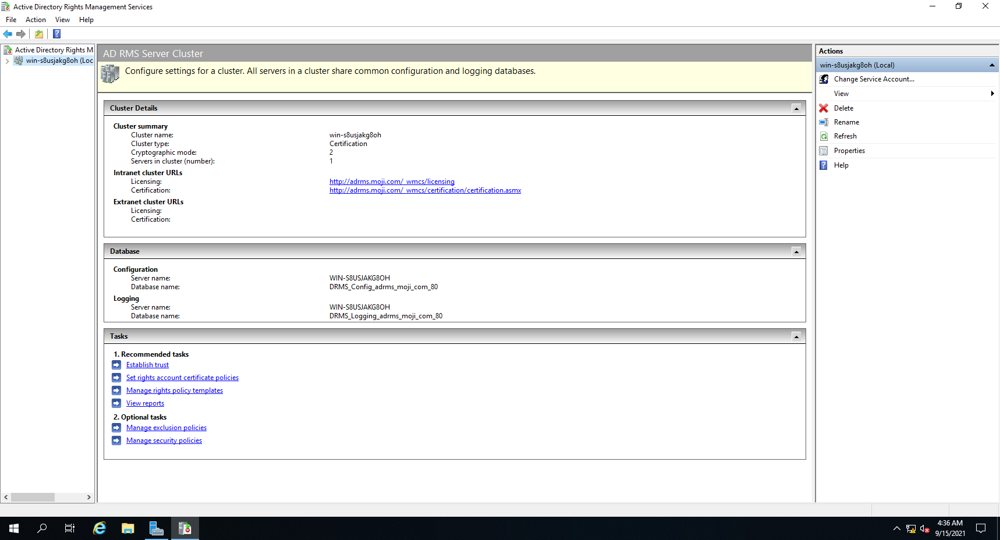 Active Directory Rights Management Services
File Action View Help
Active Directory Rights M
win-s8usjakg8oh (Loc
AD RMS Server Cluster
Configure settings for a cluster. All servers in a cluster share common configuration and logging databases.
Cluster Details
Cluster summary
Cluster name: win-s8usjakg8oh
Cluster type: Certification
Cryptographic mode: 2
Servers in cluster (number): 1
Intranet cluster URLs
Licensing: http://adrms.moji.com/_wmcs/licensing
Certification: http://adrms.moji.com/_wmcs/certification/certification.asmx
Extranet cluster URLs
Licensing:
Certification:
Database
Configuration
Server name: WIN-S8USJAKG8OH
Database name: DRMS_Config_adrms_moji_com_80
Logging
Server name: WIN-S8USJAKG8OH
Database name: DRMS_Logging_adrms_moji_com_80
Tasks
1. Recommended tasks
Establish trust
Set rights account certificate policies
Manage rights policy templates
View reports
2. Optional tasks
Manage exclusion policies
Manage security policies
Actions
win-s8usjakg8oh (Local)
Change Service Account...
View
Delete
Rename
Refresh
Properties
Help
4:36 AM
9/15/2021